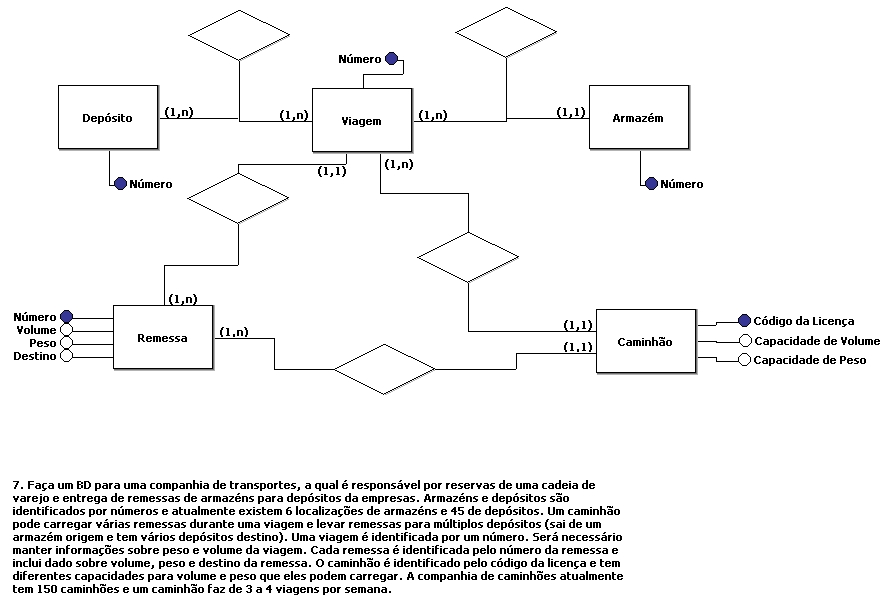 Número
Depósito
(1,n)
(1,n)
Viagem
(1,n)
(1,1)
Armazém
(1,1)
(1,n)
Número
Número
(1,n)
Número
Volume
Peso
Destino
Remessa
(1,n)
(1,1)
(1,1)
Caminhão
Código da Licença
Capacidade de Volume
Capacidade de Peso
7. Faça um BD para uma companhia de transportes, a qual é responsável por reservas de uma cadeia de
varejo e entrega de remessas de armazéns para depósitos da empresas. Armazéns e depósitos são
identificados por números e atualmente existem 6 localizações de armazéns e 45 de depósitos. Um caminhão
pode carregar várias remessas durante uma viagem e levar remessas para múltiplos depósitos (sai de um
armazém origem e tem vários depósitos destino). Uma viagem é identificada por um número. Será necessário
manter informações sobre peso e volume da viagem. Cada remessa é identificada pelo número da remessa e
inclui dado sobre volume, peso e destino da remessa. O caminhão é identificado pelo código da licença e tem
diferentes capacidades para volume e peso que eles podem carregar. A companhia de caminhões atualmente
tem 150 caminhões e um caminhão faz de 3 a 4 viagens por semana.